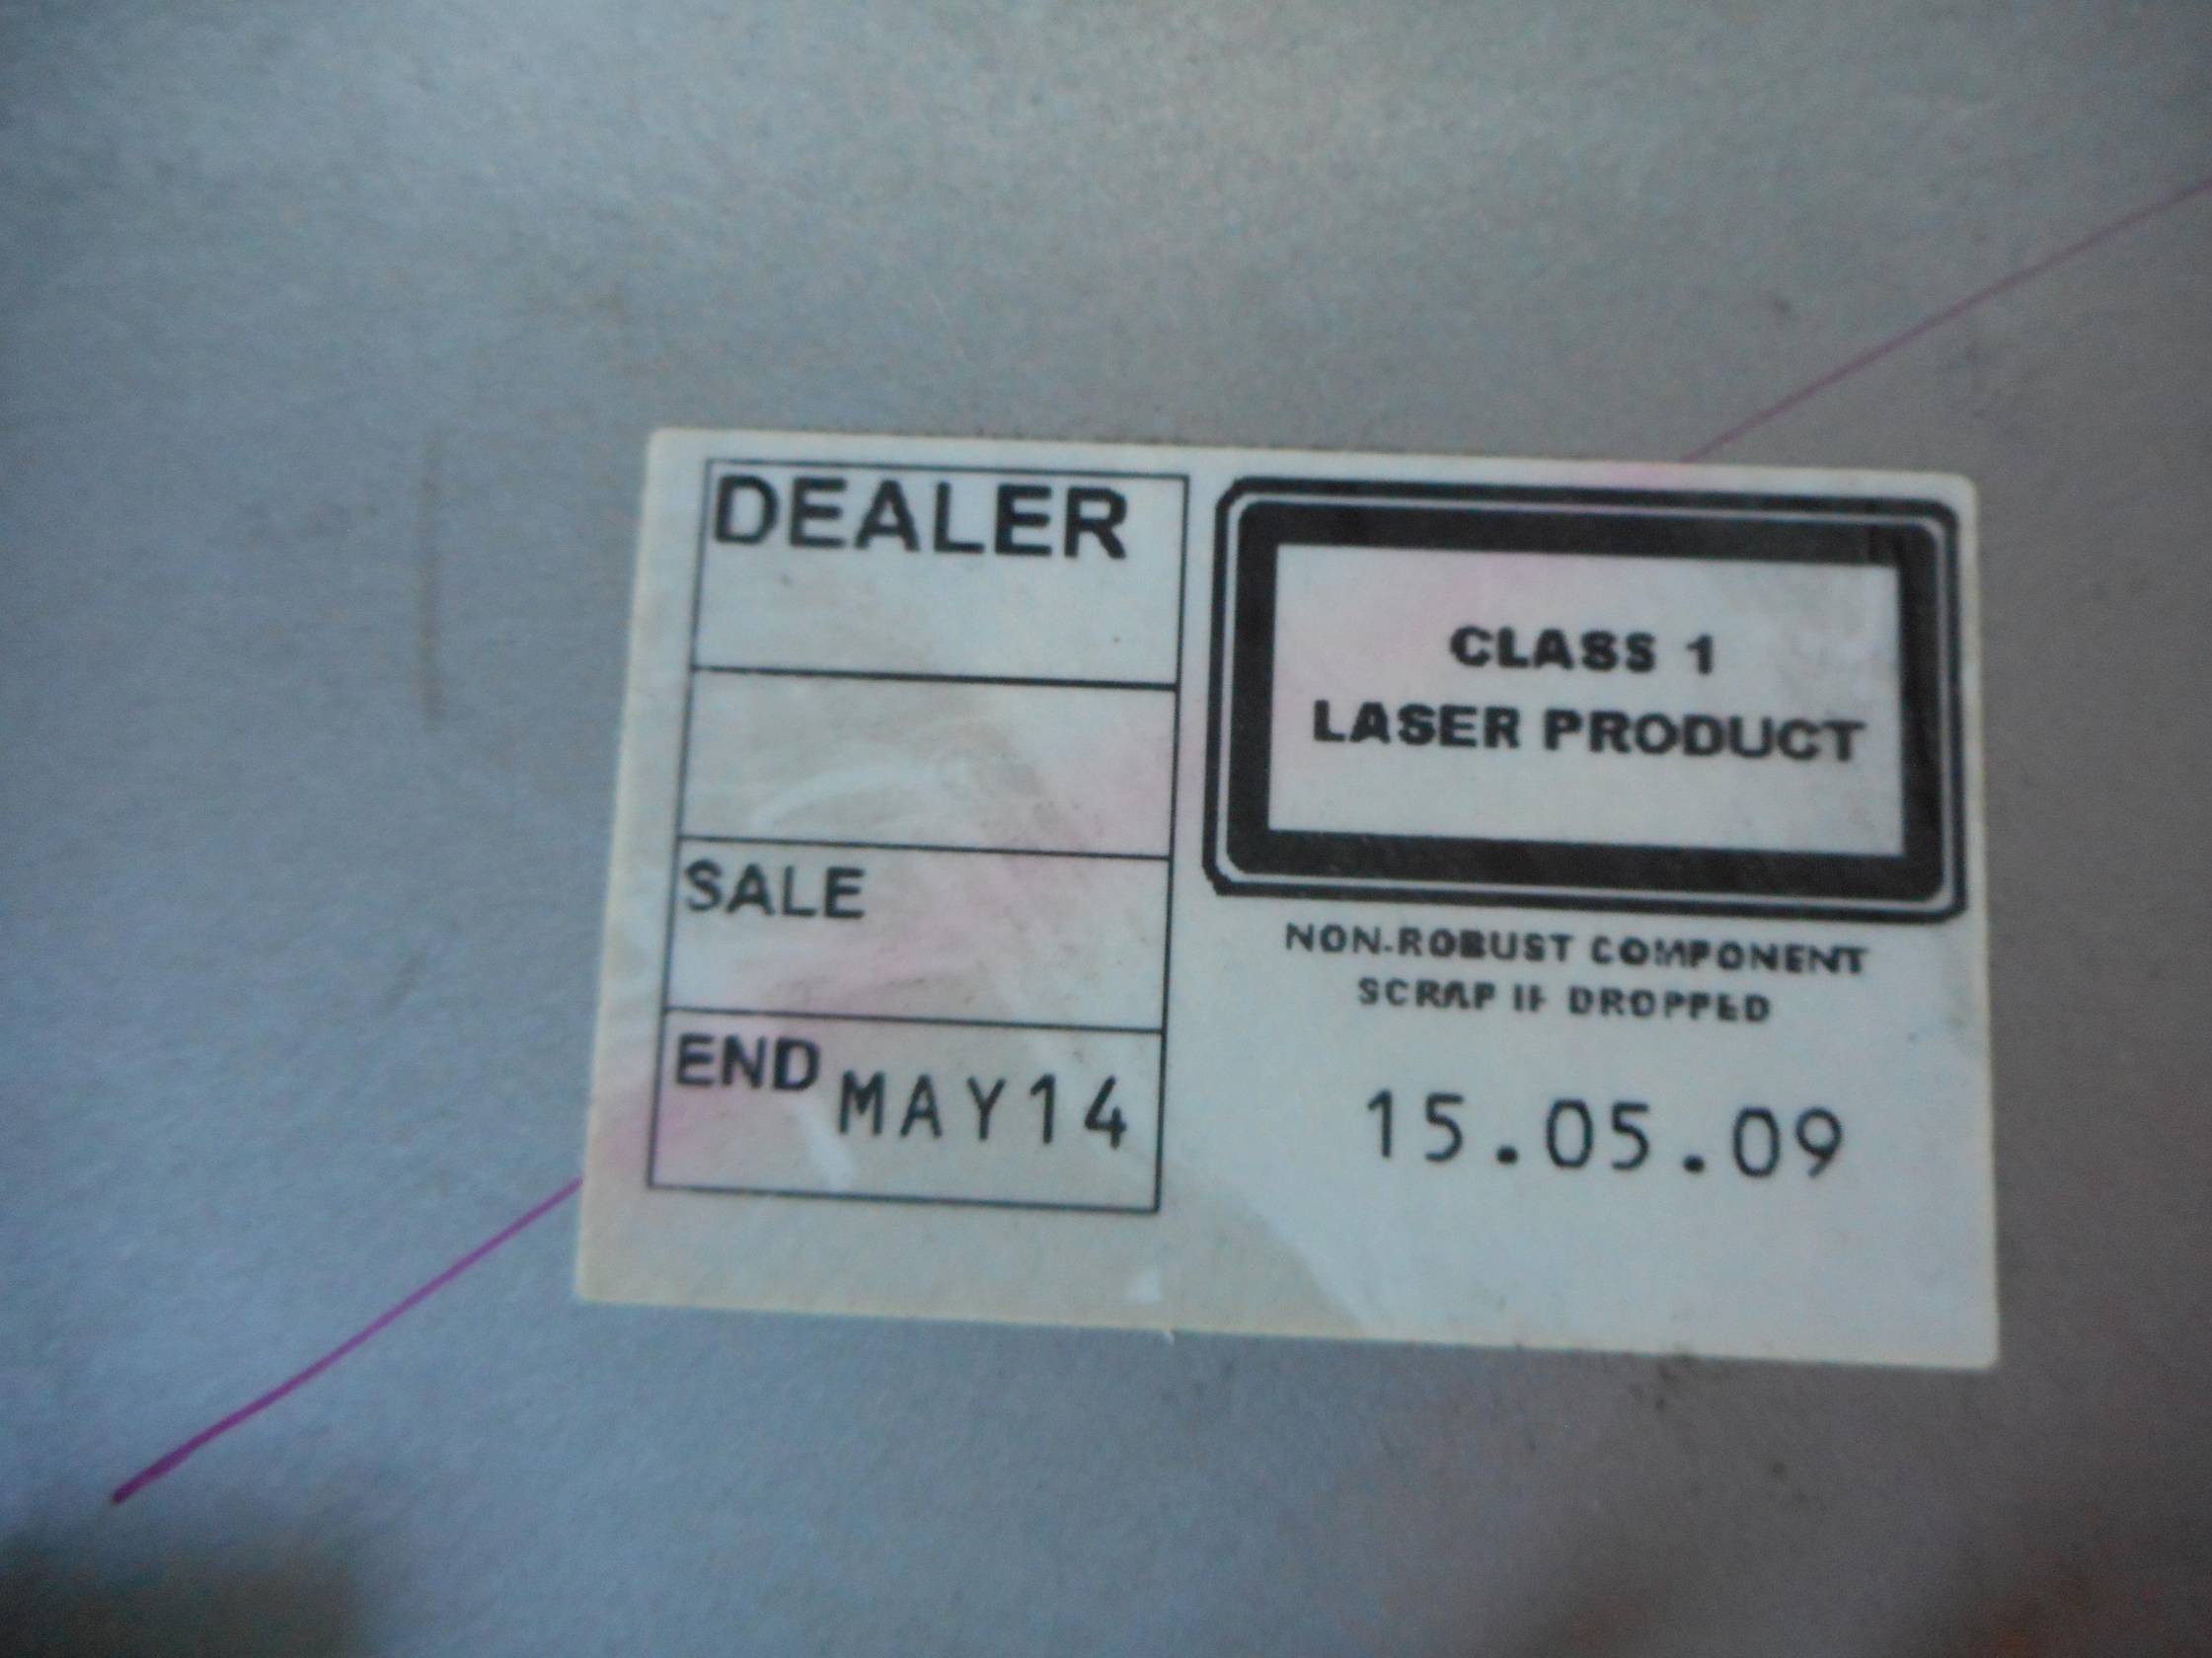 DEALER
SALE
END MAY14
CLASS 1
LASER PRODUCT
NON-ROBUST COMPONENT
SCRAP IF DROPPED
15.05.09